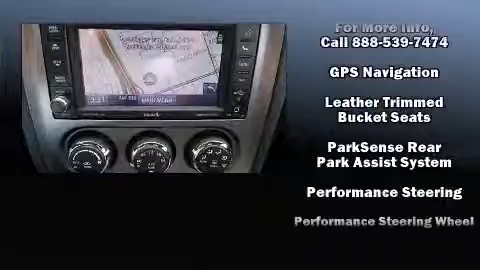 For More Info,
Call 888-539-7474
GPS Navigation
Leather Trimmed
Bucket Seats
ParkSense Rear
Park Assist System
Performance Steering
Performance Steering Wheel